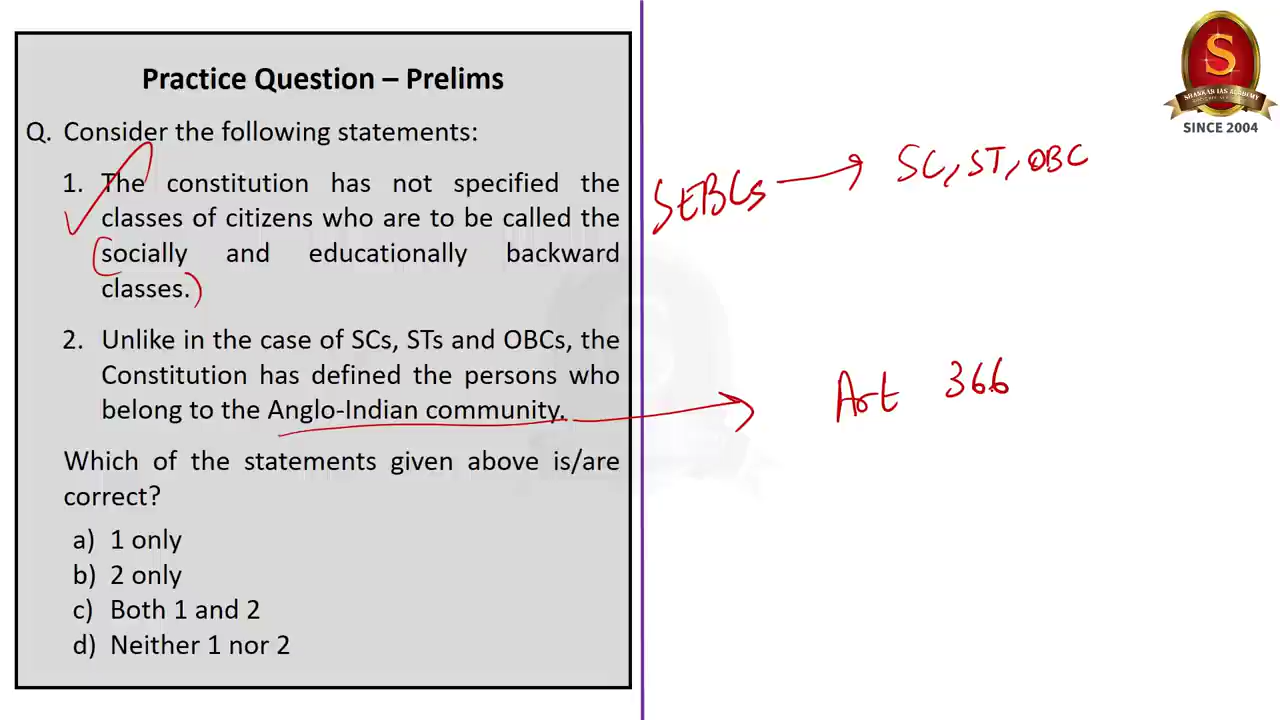 Practice Question – Prelims
Q. Consider the following statements:
1. The constitution has not specified the
classes of citizens who are to be called the
socially and educationally backward
classes.
2. Unlike in the case of SCs, STs and OBCs, the
Constitution has defined the persons who
belong to the Anglo-Indian community.
Which of the statements given above is/are
correct?
a) 1 only
b) 2 only
c) Both 1 and 2
d) Neither 1 nor 2
SEBCs → SC, ST, OBC
Art 366
S
SHANKAR IAS ACADEMY
SINCE 2004